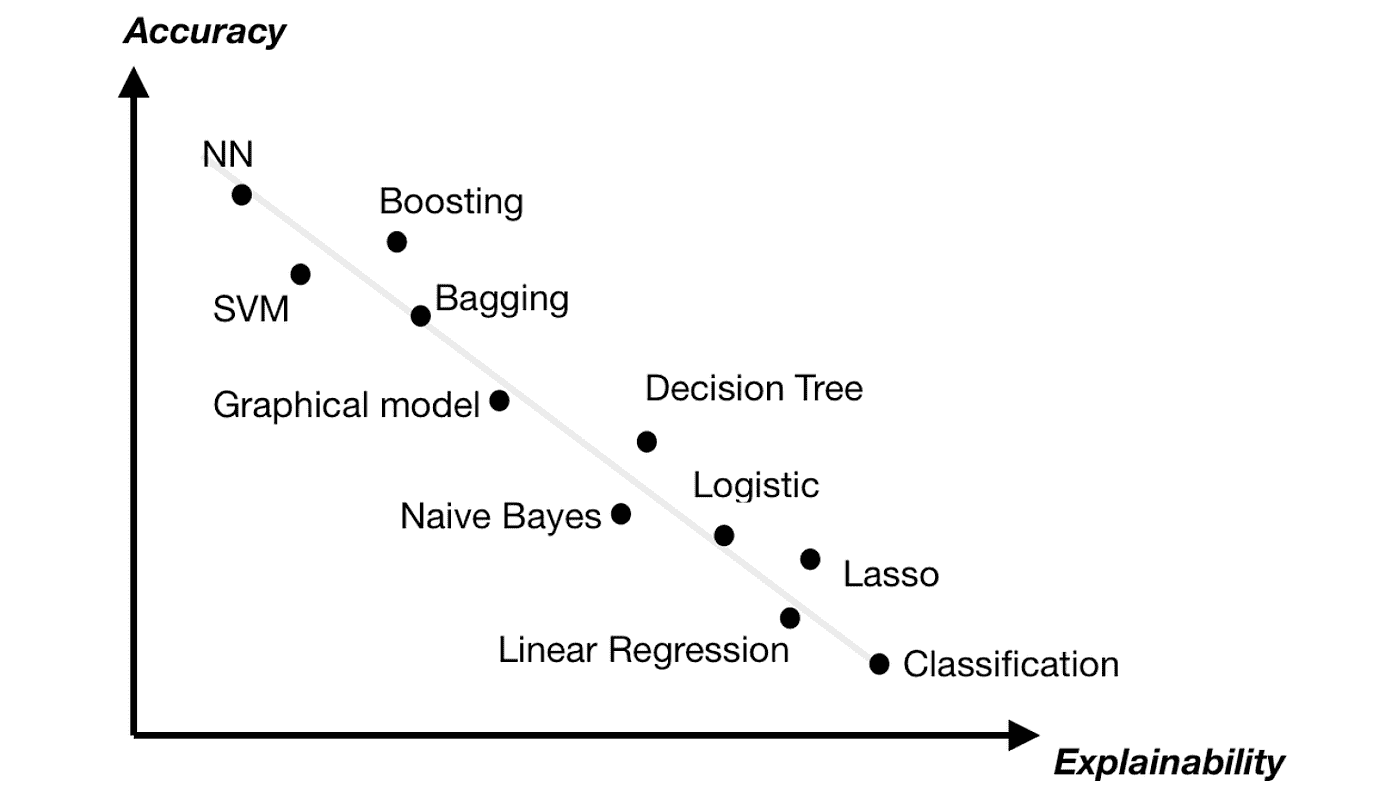 Accuracy
NN
Boosting
SVM
Bagging
Graphical model
Decision Tree
Logistic
Naive Bayes
Lasso
Linear Regression
Classification
Explainability